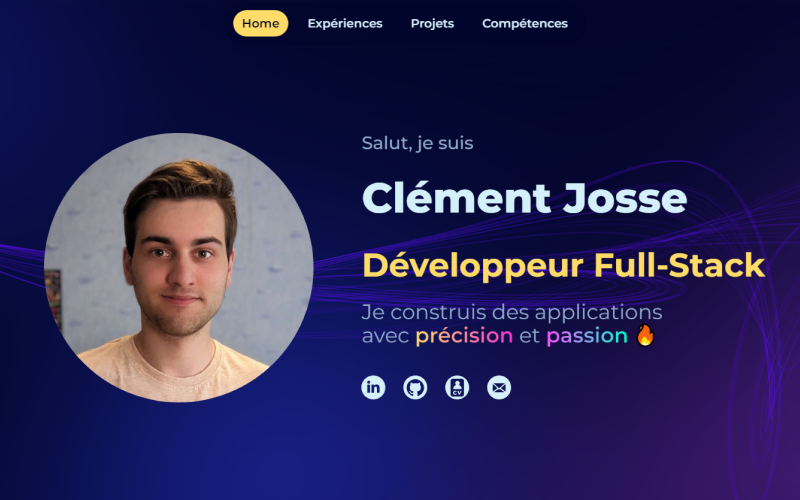 Home Expériences Projets Compétences
Salut, je suis
Clément Josse
Développeur Full-Stack
Je construis des applications
avec précision et passion 🔥
in CV